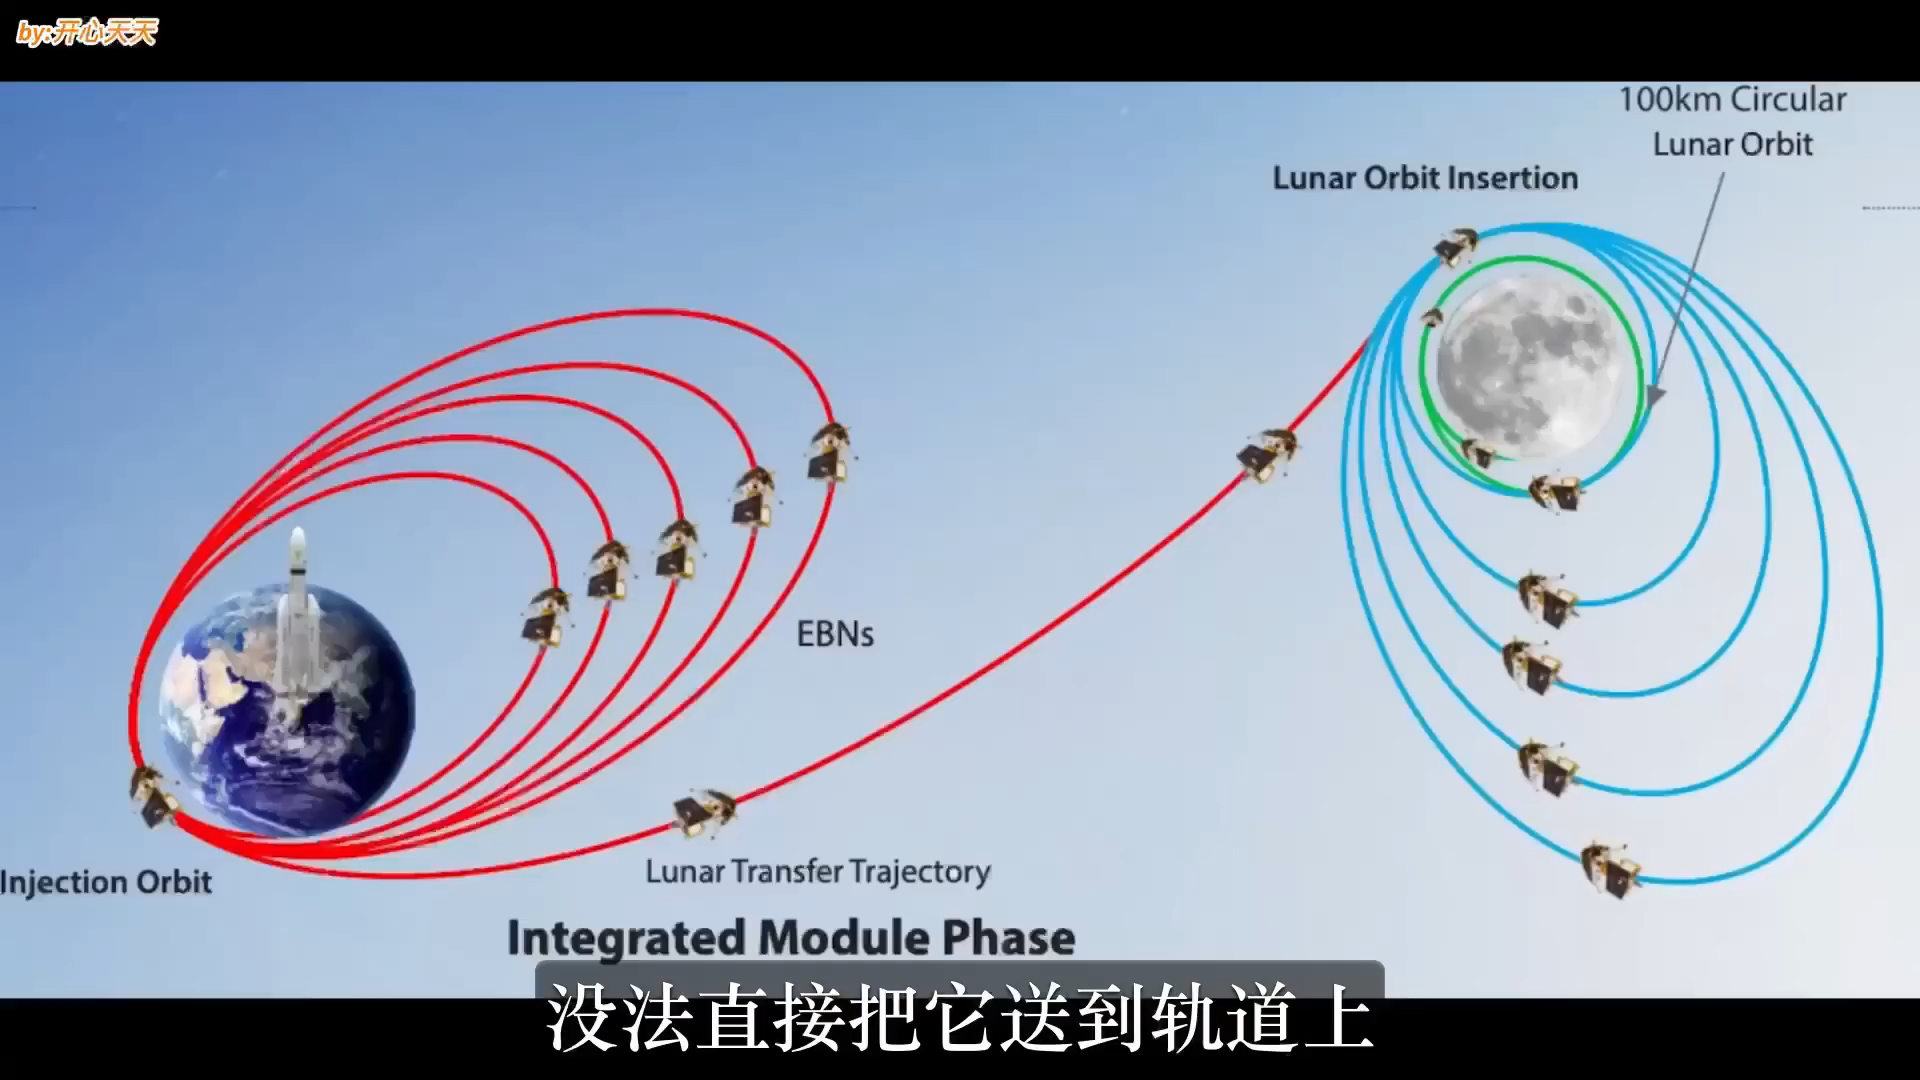 by:开心天天
100km Circular
Lunar Orbit
Lunar Orbit Insertion
EBNs
Injection Orbit
Lunar Transfer Trajectory
Integrated Module Phase
没法直接把它送到轨道上